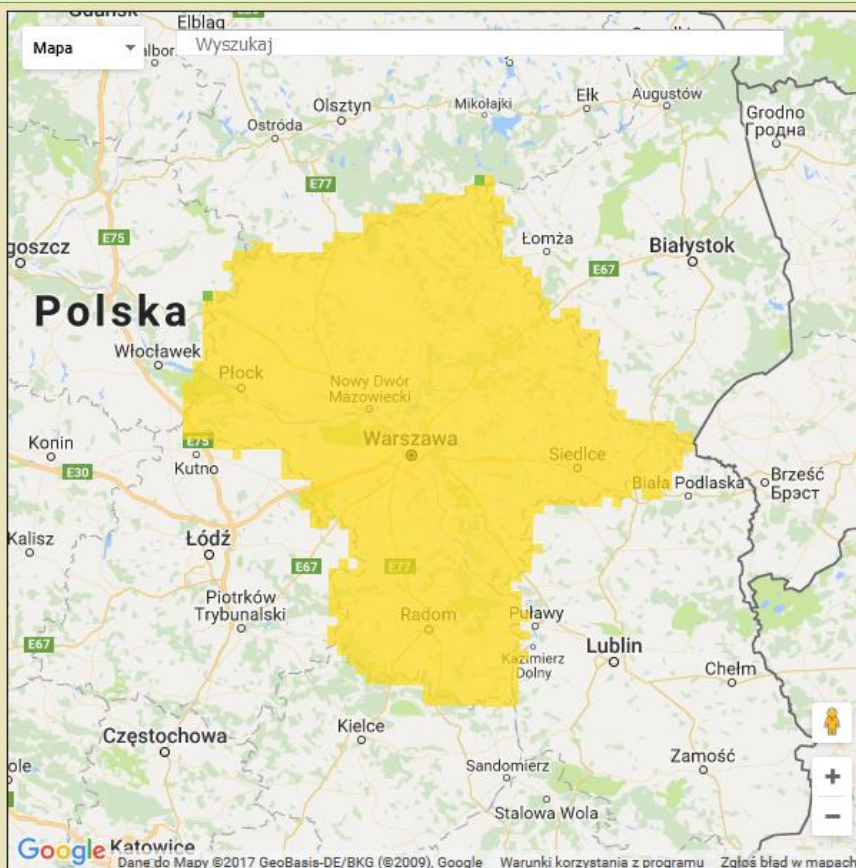 Gdańsk
Elbląg
Mapa
Wyszukaj
Olsztyn
Mikołajki
Ełk
Augustów
Ostróda
Grodno
Гродна
E77
E75
goszcz
Łomża
Białystok
E67
Polska
Włocławek
Płock
Nowy Dwór
Mazowiecki
Warszawa
Konin
E75
Siedlce
E30
Kutno
Biała Podlaska
Brześć
Брэст
Kalisz
Łódź
E67
E77
Piotrków
Trybunalski
Radom
Puławy
E67
Lublin
Kazimierz
Dolny
Chełm
Kielce
Częstochowa
ole
Sandomierz
Zamość
Stalowa Wola
Google
Katowice
Dane do Mapy ©2017 GeoBasis-DE/BKG (©2009), Google Warunki korzystania z programu Zgłoś błąd w mapach